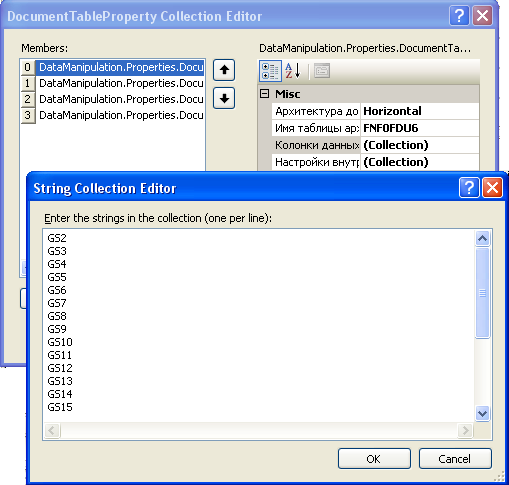 DocumentTableProperty Collection Editor
Members:
0 DataManipulation.Properties.Docu
1 DataManipulation.Properties.Docu
2 DataManipulation.Properties.Docu
3 DataManipulation.Properties.Docu
DataManipulation.Properties.DocumentTa...
Misc
Архитектура до Horizontal
Имя таблицы ар FNF0FDU6
Колонки данных (Collection)
Настройки внут (Collection)
String Collection Editor
Enter the strings in the collection (one per line):
GS2
GS3
GS4
GS5
GS6
GS7
GS8
GS9
GS10
GS11
GS12
GS13
GS14
GS15
OK Cancel